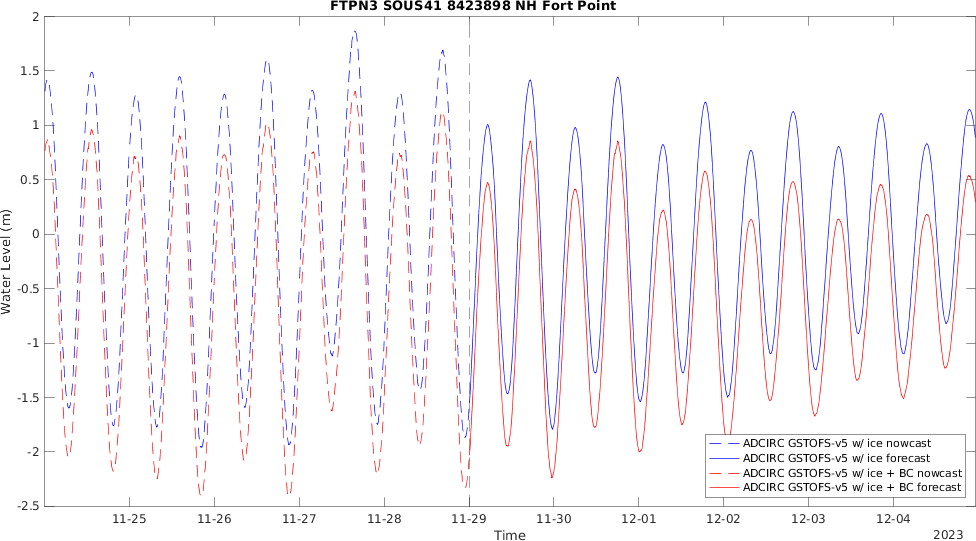 FTPN3 SOUS41 8423898 NH Fort Point
2
1.5
1
0.5
0
-0.5
-1
-1.5
-2
-2.5
Water Level (m)
11-25 11-26 11-27 11-28 11-29 11-30 12-01 12-02 12-03 12-04
Time
2023
ADCIRC GSTOFS-v5 w/ ice nowcast
ADCIRC GSTOFS-v5 w/ ice forecast
ADCIRC GSTOFS-v5 w/ ice + BC nowcast
ADCIRC GSTOFS-v5 w/ ice + BC forecast